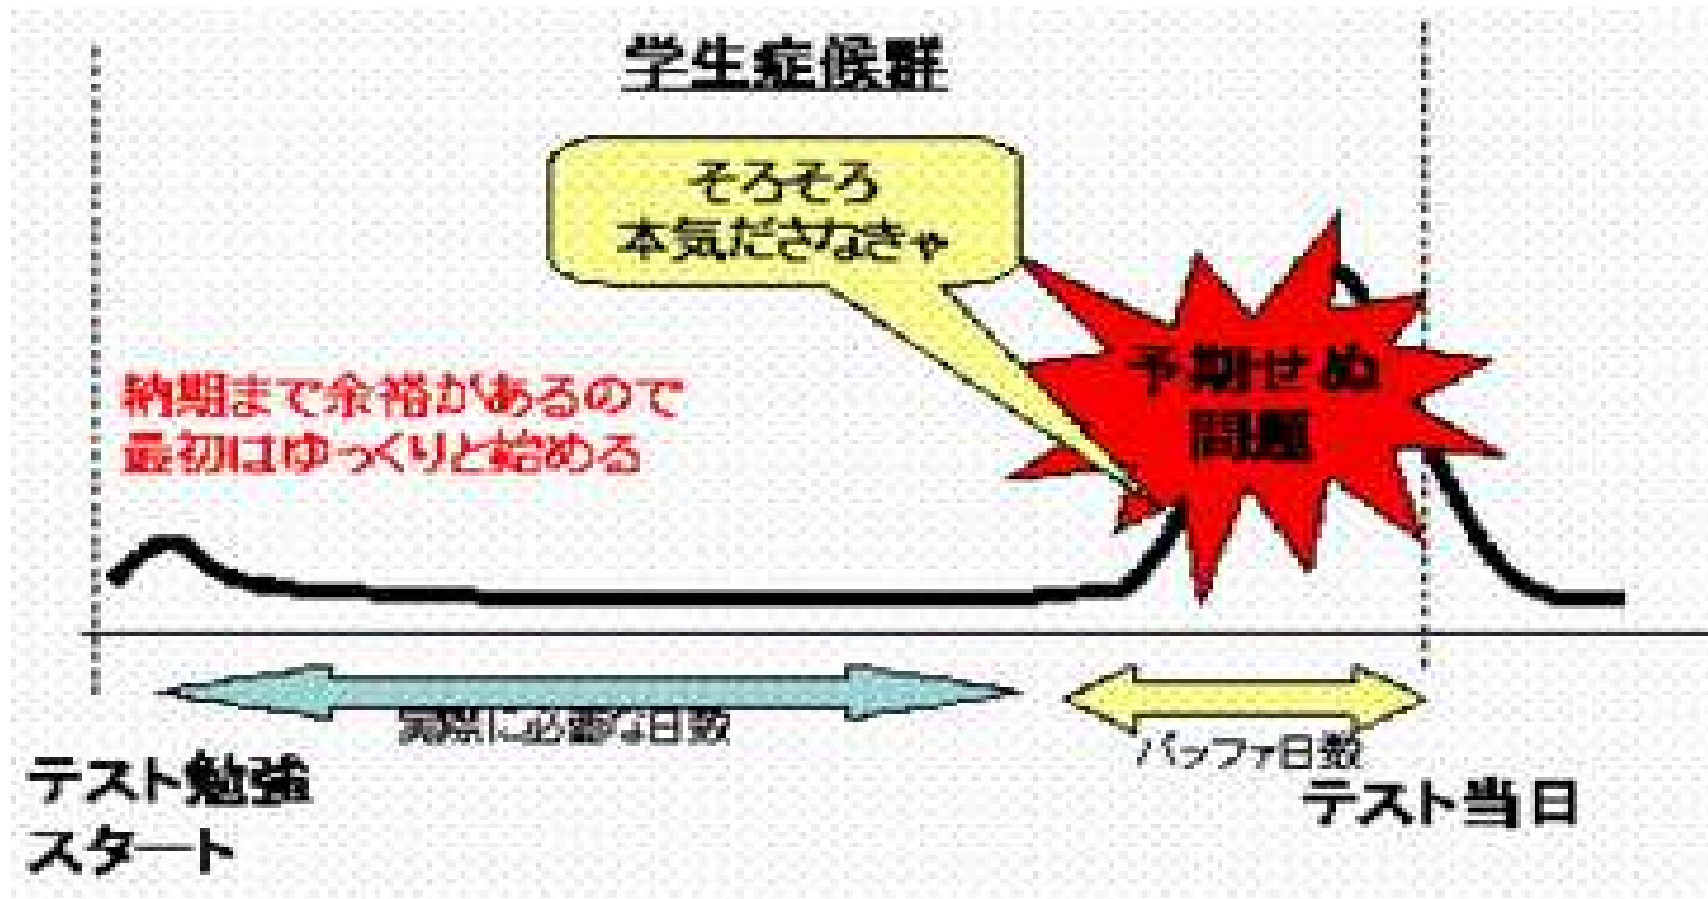 学生症候群
そろそろ
本気ださなきゃ
予期せぬ
問題
納期まで余裕があるので
最初はゆっくりと始める
実際に必要な日数
バッファ日数
テスト勉強
スタート
テスト当日